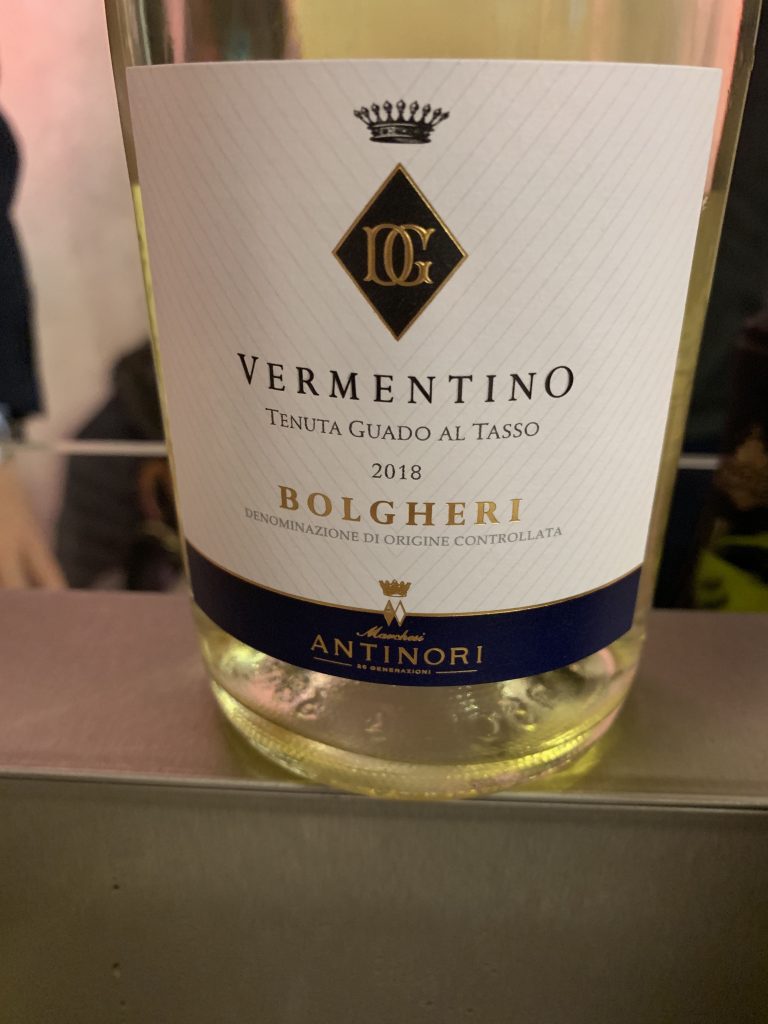 DG
VERMENTINO
TENUTA GUADO AL TASSO
2018
BOLGHERI
DENOMINAZIONE DI ORIGINE CONTROLLATA
Marchesi
ANTINORI
26 GENERAZIONI